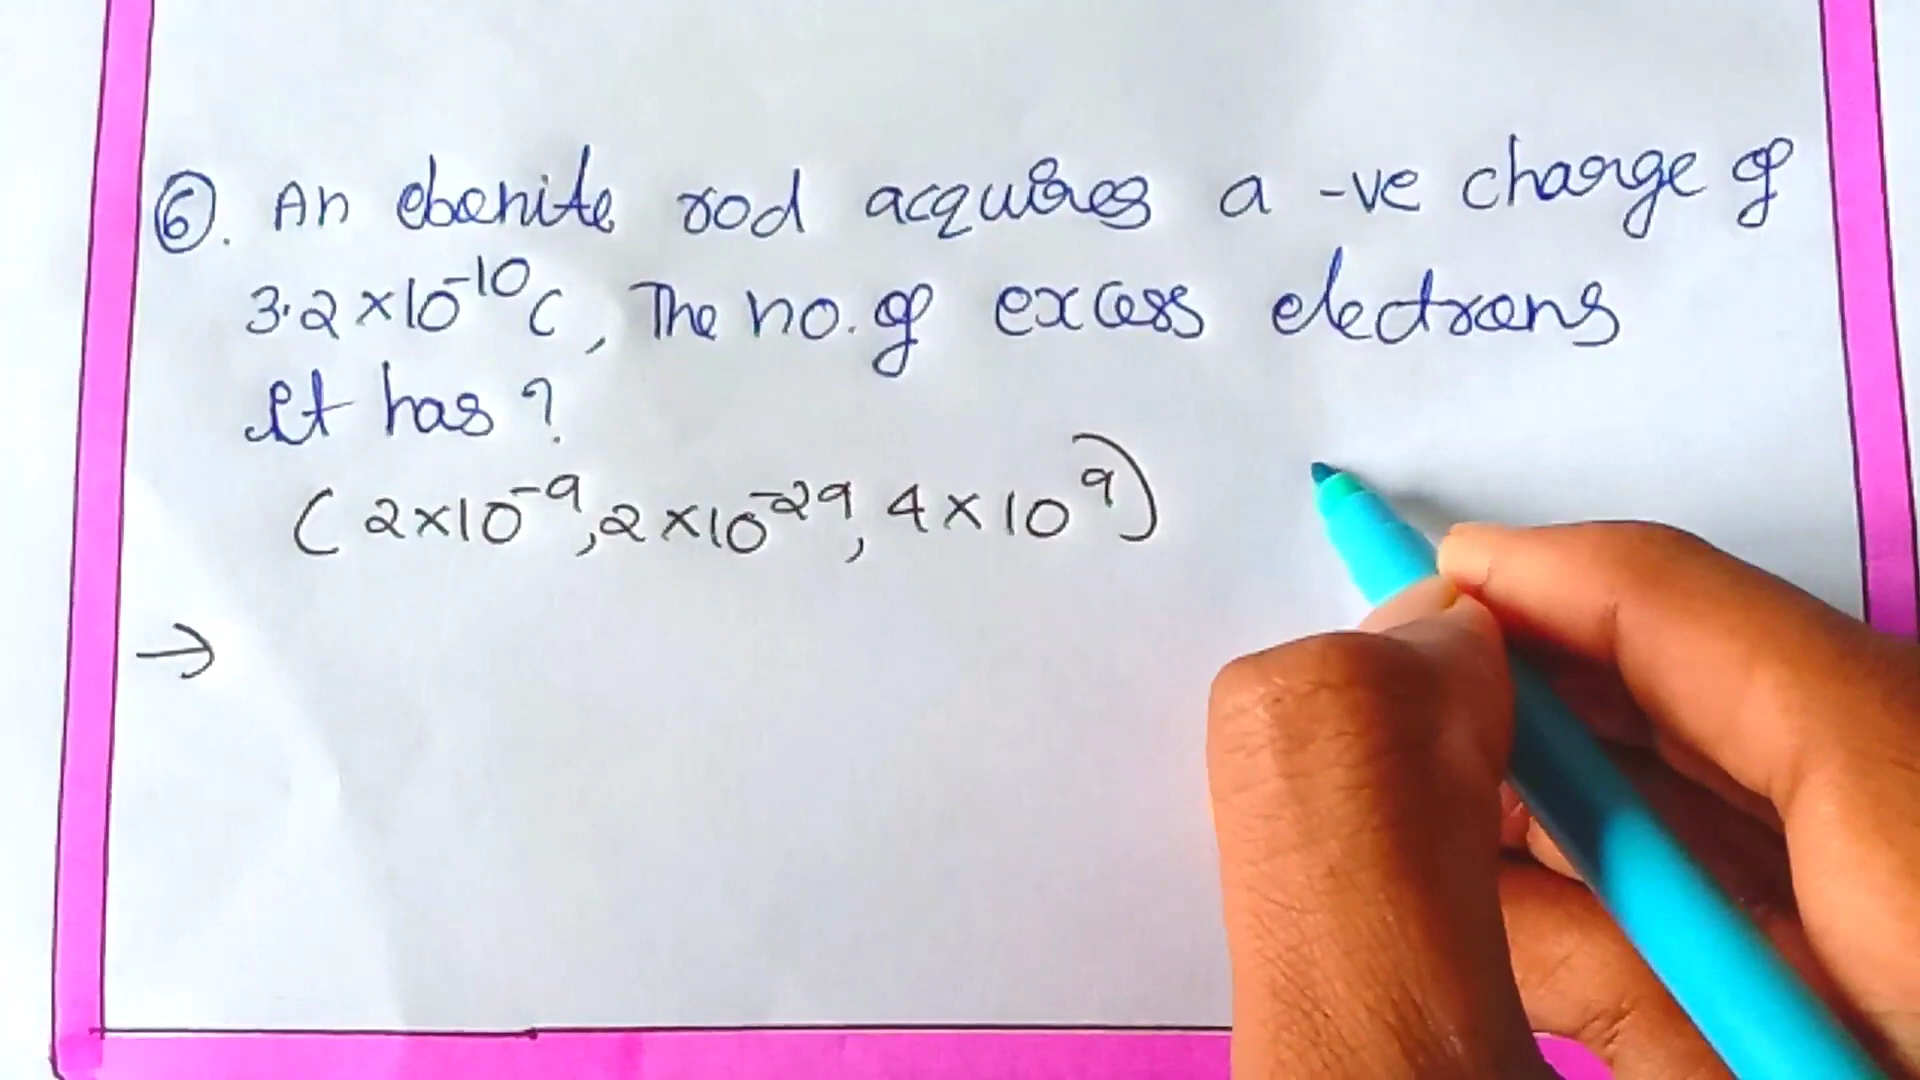 6. An ebonite rod acquires a -ve charge of
3.2×10⁻¹⁰C, The no. of excess electrons
it has?
(2×10⁻⁹, 2×10⁻²⁹, 4×10⁹)
→